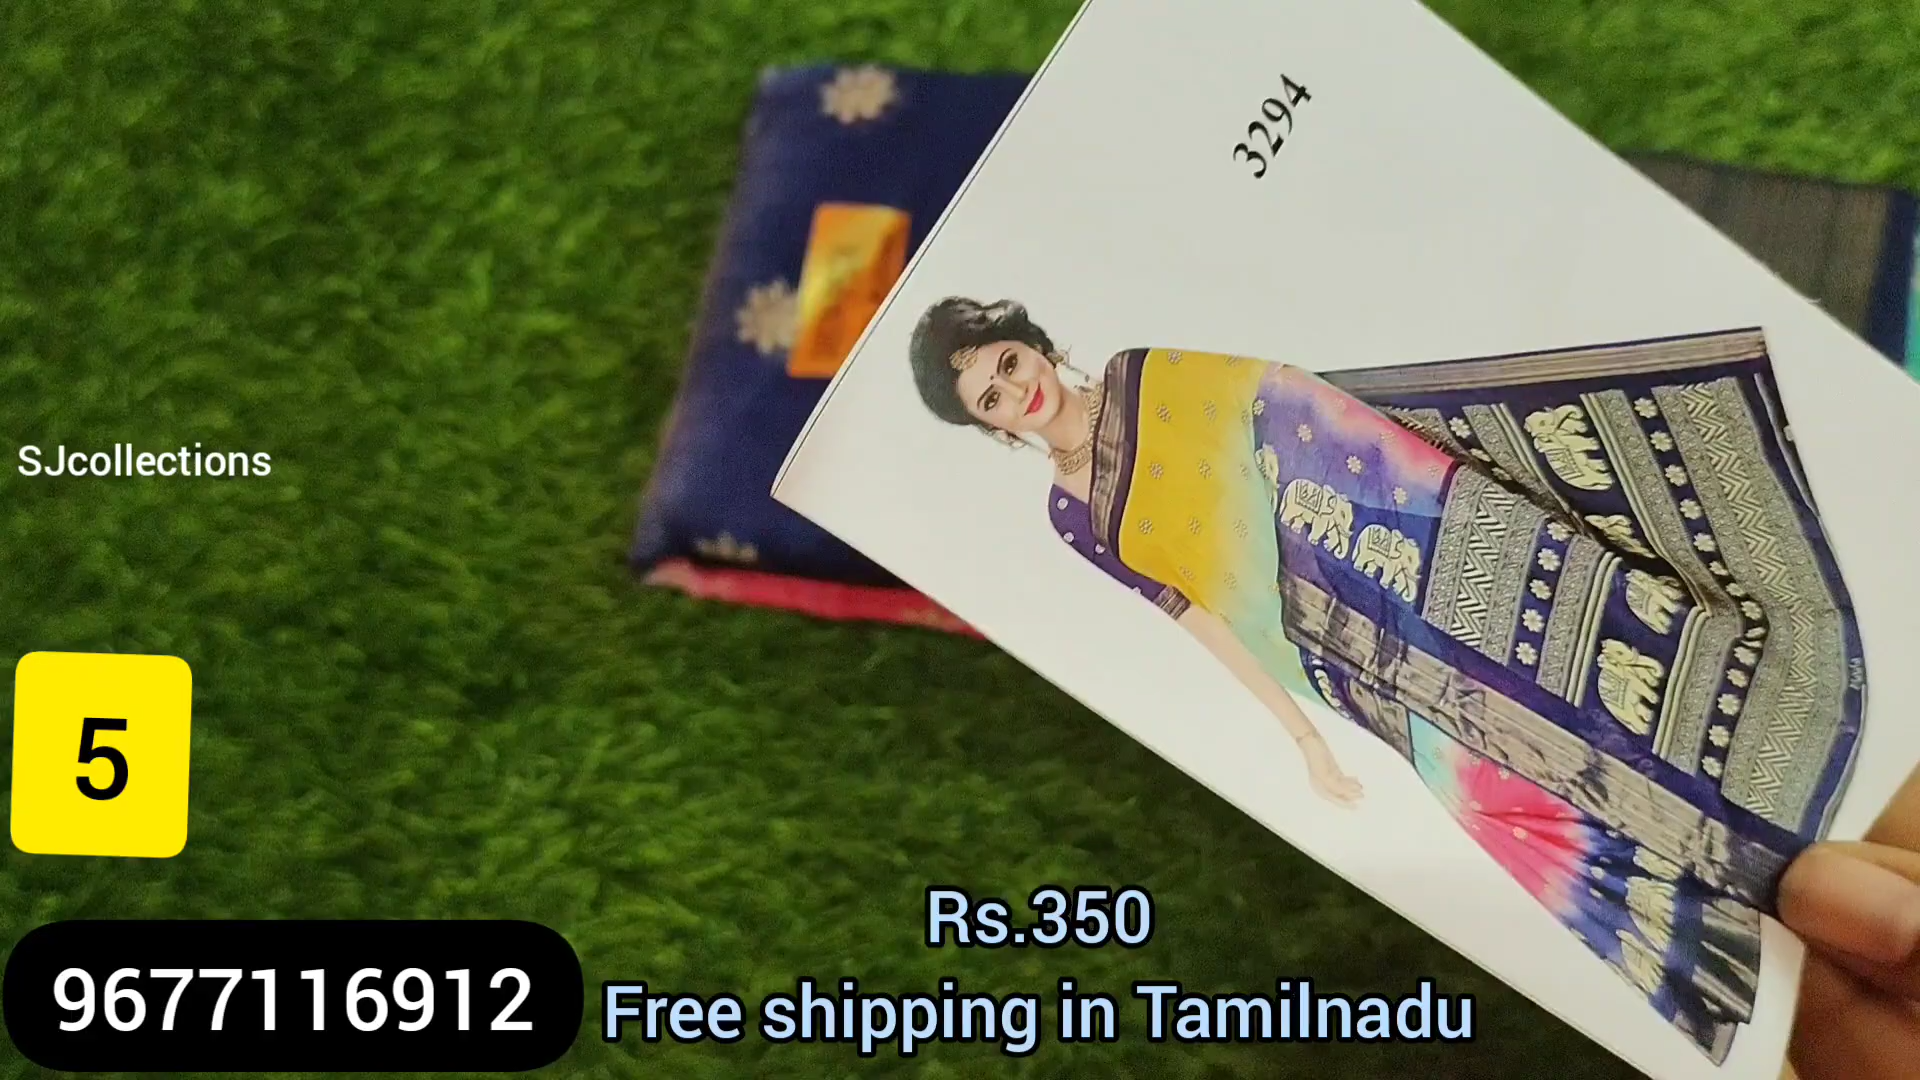 3294
SJcollections
5
9677116912
Rs.350
Free shipping in Tamilnadu